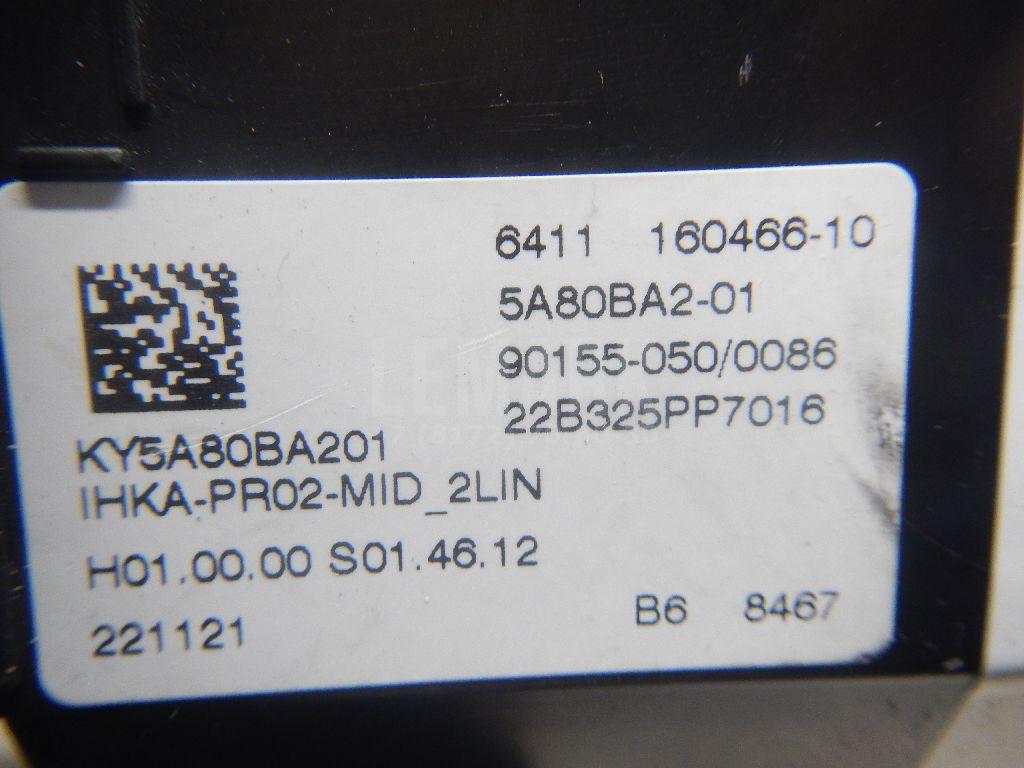 6411 160466-10
5A80BA2-01
90155-050/0086
22B325PP7016
KY5A80BA201
IHKA-PR02-MID_2LIN
H01.00.00 S01.46.12
221121
B6 8467